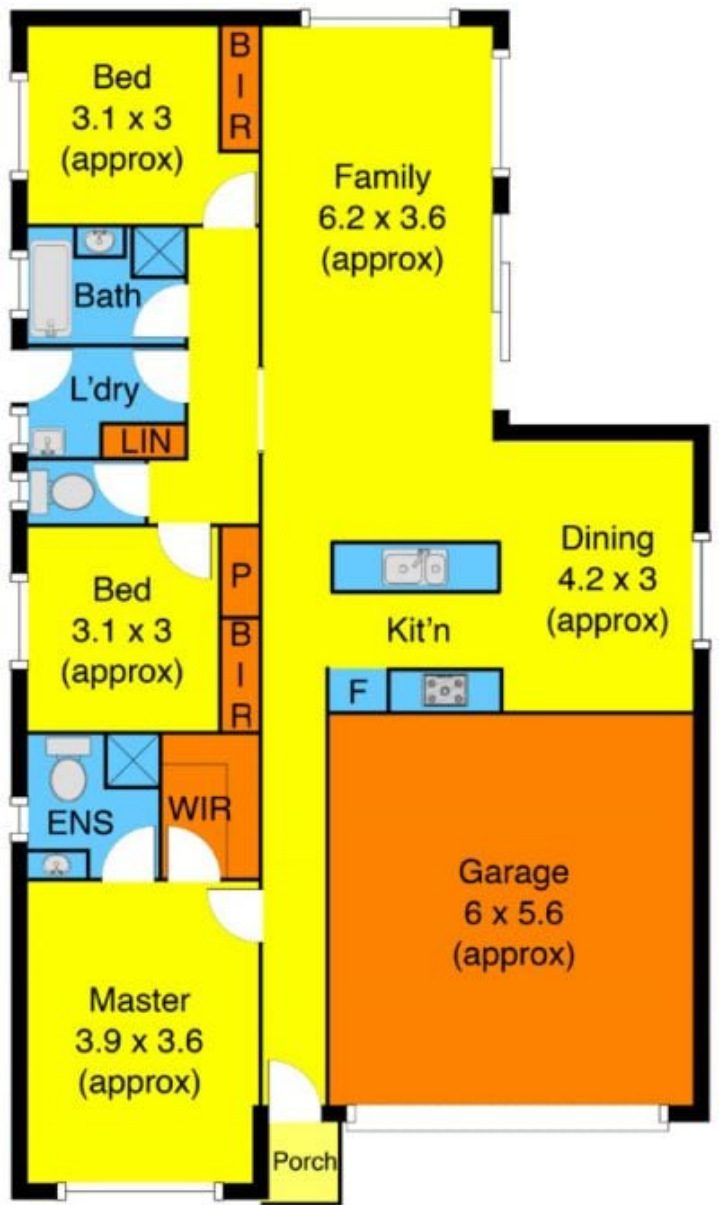 Bed
3.1 x 3
(approx)
B
I
R
Family
6.2 x 3.6
(approx)
Bath
L'dry
LIN
Bed
3.1 x 3
(approx)
P
B
I
R
Kit'n
Dining
4.2 x 3
(approx)
F
ENS
WIR
Garage
6 x 5.6
(approx)
Master
3.9 x 3.6
(approx)
Porch